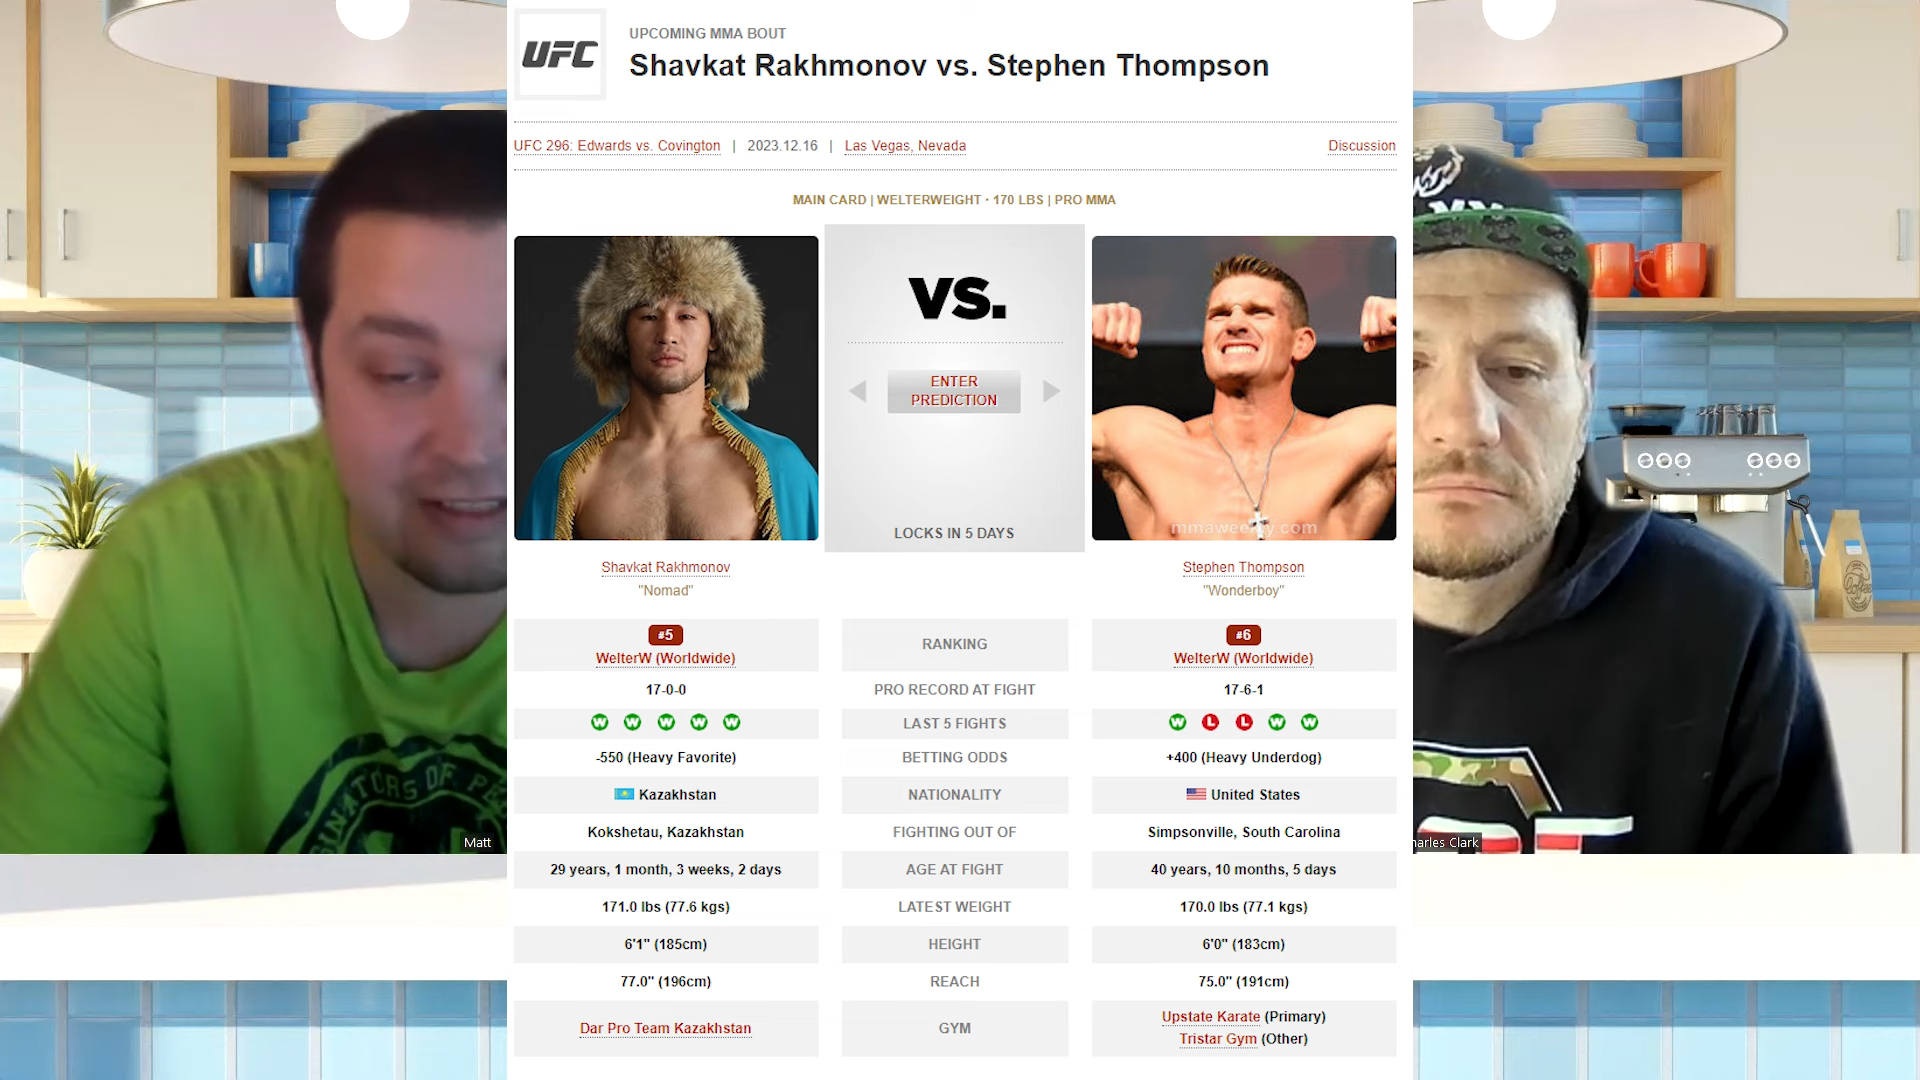 UFC
UPCOMING MMA BOUT
Shavkat Rakhmonov vs. Stephen Thompson
UFC 296: Edwards vs. Covington | 2023.12.16 | Las Vegas, Nevada
Discussion
MAIN CARD | WELTERWEIGHT · 170 LBS | PRO MMA
VS.
ENTER
PREDICTION
LOCKS IN 5 DAYS
Shavkat Rakhmonov
"Nomad"
Stephen Thompson
"Wonderboy"
#5
WelterW (Worldwide)
RANKING
#6
WelterW (Worldwide)
17-0-0
PRO RECORD AT FIGHT
17-6-1
W W W W W
LAST 5 FIGHTS
W L L W W
-550 (Heavy Favorite)
BETTING ODDS
+400 (Heavy Underdog)
Kazakhstan
NATIONALITY
United States
Kokshetau, Kazakhstan
FIGHTING OUT OF
Simpsonville, South Carolina
29 years, 1 month, 3 weeks, 2 days
AGE AT FIGHT
40 years, 10 months, 5 days
171.0 lbs (77.6 kgs)
LATEST WEIGHT
170.0 lbs (77.1 kgs)
6'1" (185cm)
HEIGHT
6'0" (183cm)
77.0" (196cm)
REACH
75.0" (191cm)
Dar Pro Team Kazakhstan
GYM
Upstate Karate (Primary)
Tristar Gym (Other)
Matt
harles Clark